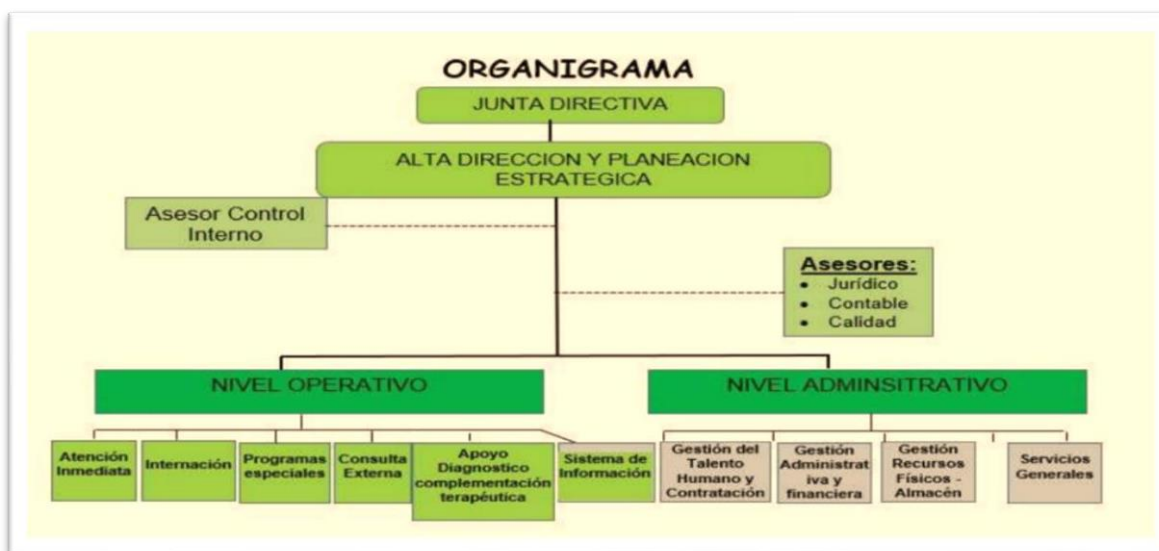 ORGANIGRAMA
JUNTA DIRECTIVA
ALTA DIRECCION Y PLANEACION
ESTRATEGICA
Asesor Control
Interno
Asesores:
• Jurídico
• Contable
• Calidad
NIVEL OPERATIVO
NIVEL ADMINSITRATIVO
Atención
Inmediata
Internación
Programas
especiales
Consulta
Externa
Apoyo
Diagnostico
complementación
terapéutica
Sistema de
Información
Gestión del
Talento
Humano y
Contratación
Gestión
Administrat
iva y
financiera
Gestión
Recursos
Físicos -
Almacén
Servicios
Generales